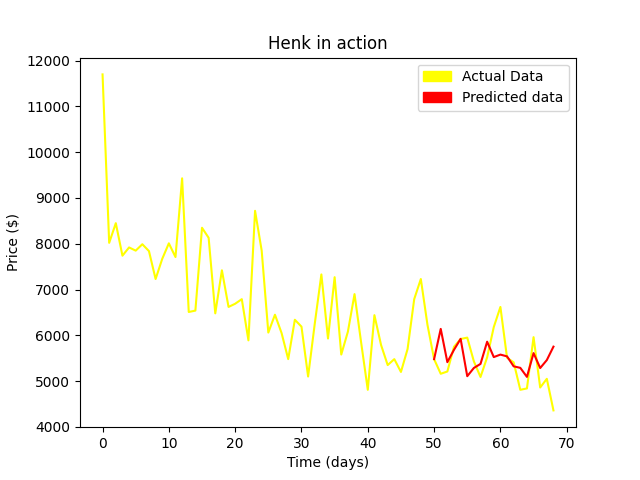 Henk in action
Actual Data
Predicted data
12000
11000
10000
9000
8000
7000
6000
5000
4000
Price ($)
0 10 20 30 40 50 60 70
Time (days)